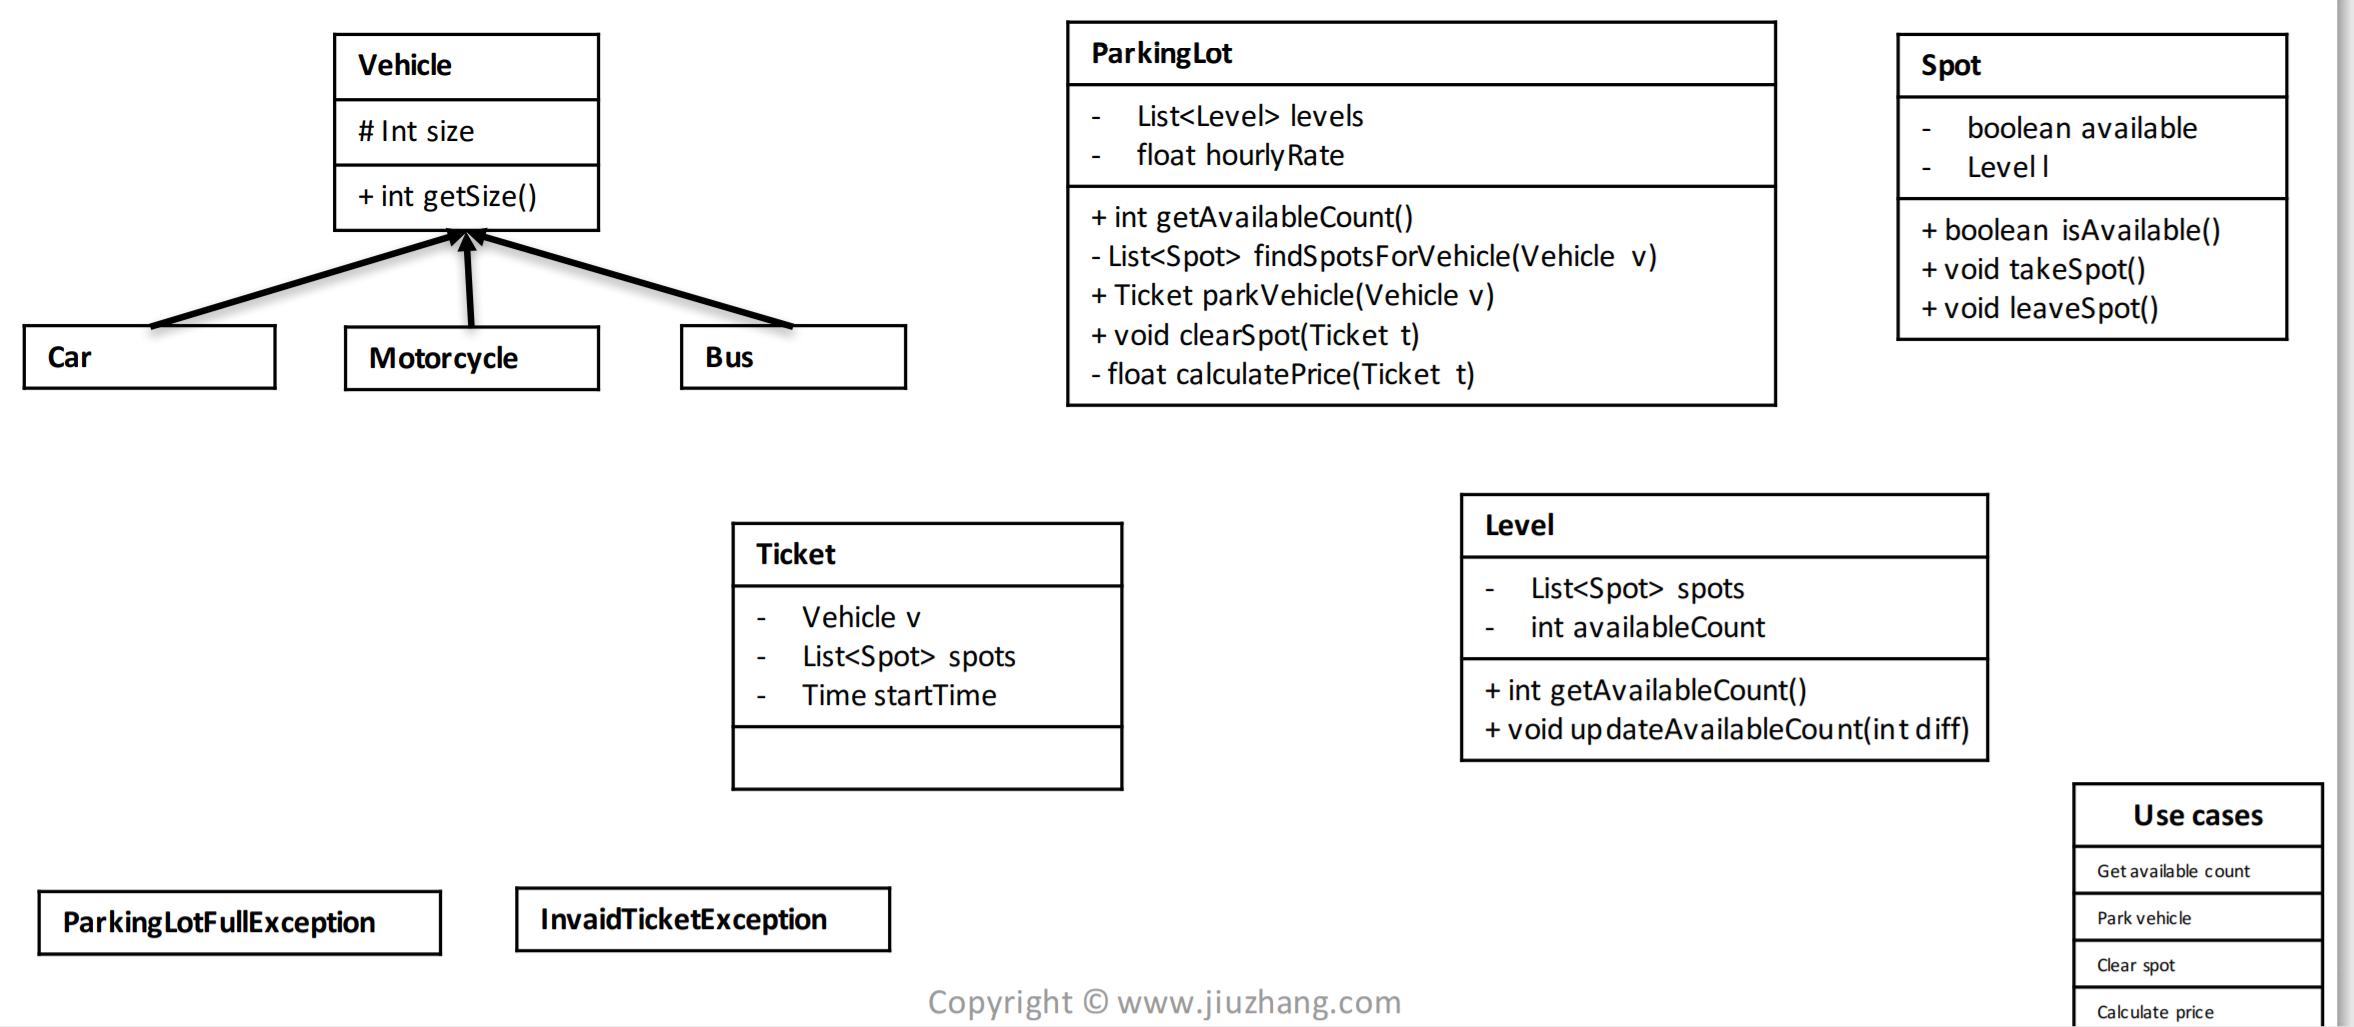 Vehicle
# Int size
+ int getSize()
Car
Motorcycle
Bus
ParkingLot
- List<Level> levels
- float hourlyRate
+ int getAvailableCount()
- List<Spot> findSpotsForVehicle(Vehicle v)
+ Ticket parkVehicle(Vehicle v)
+ void clearSpot(Ticket t)
- float calculatePrice(Ticket t)
Spot
- boolean available
- Level l
+ boolean isAvailable()
+ void takeSpot()
+ void leaveSpot()
Ticket
- Vehicle v
- List<Spot> spots
- Time startTime
Level
- List<Spot> spots
- int availableCount
+ int getAvailableCount()
+ void updateAvailableCount(int diff)
ParkingLotFullException
InvaidTicketException
Use cases
Get available count
Park vehicle
Clear spot
Calculate price
Copyright © www.jiuzhang.com